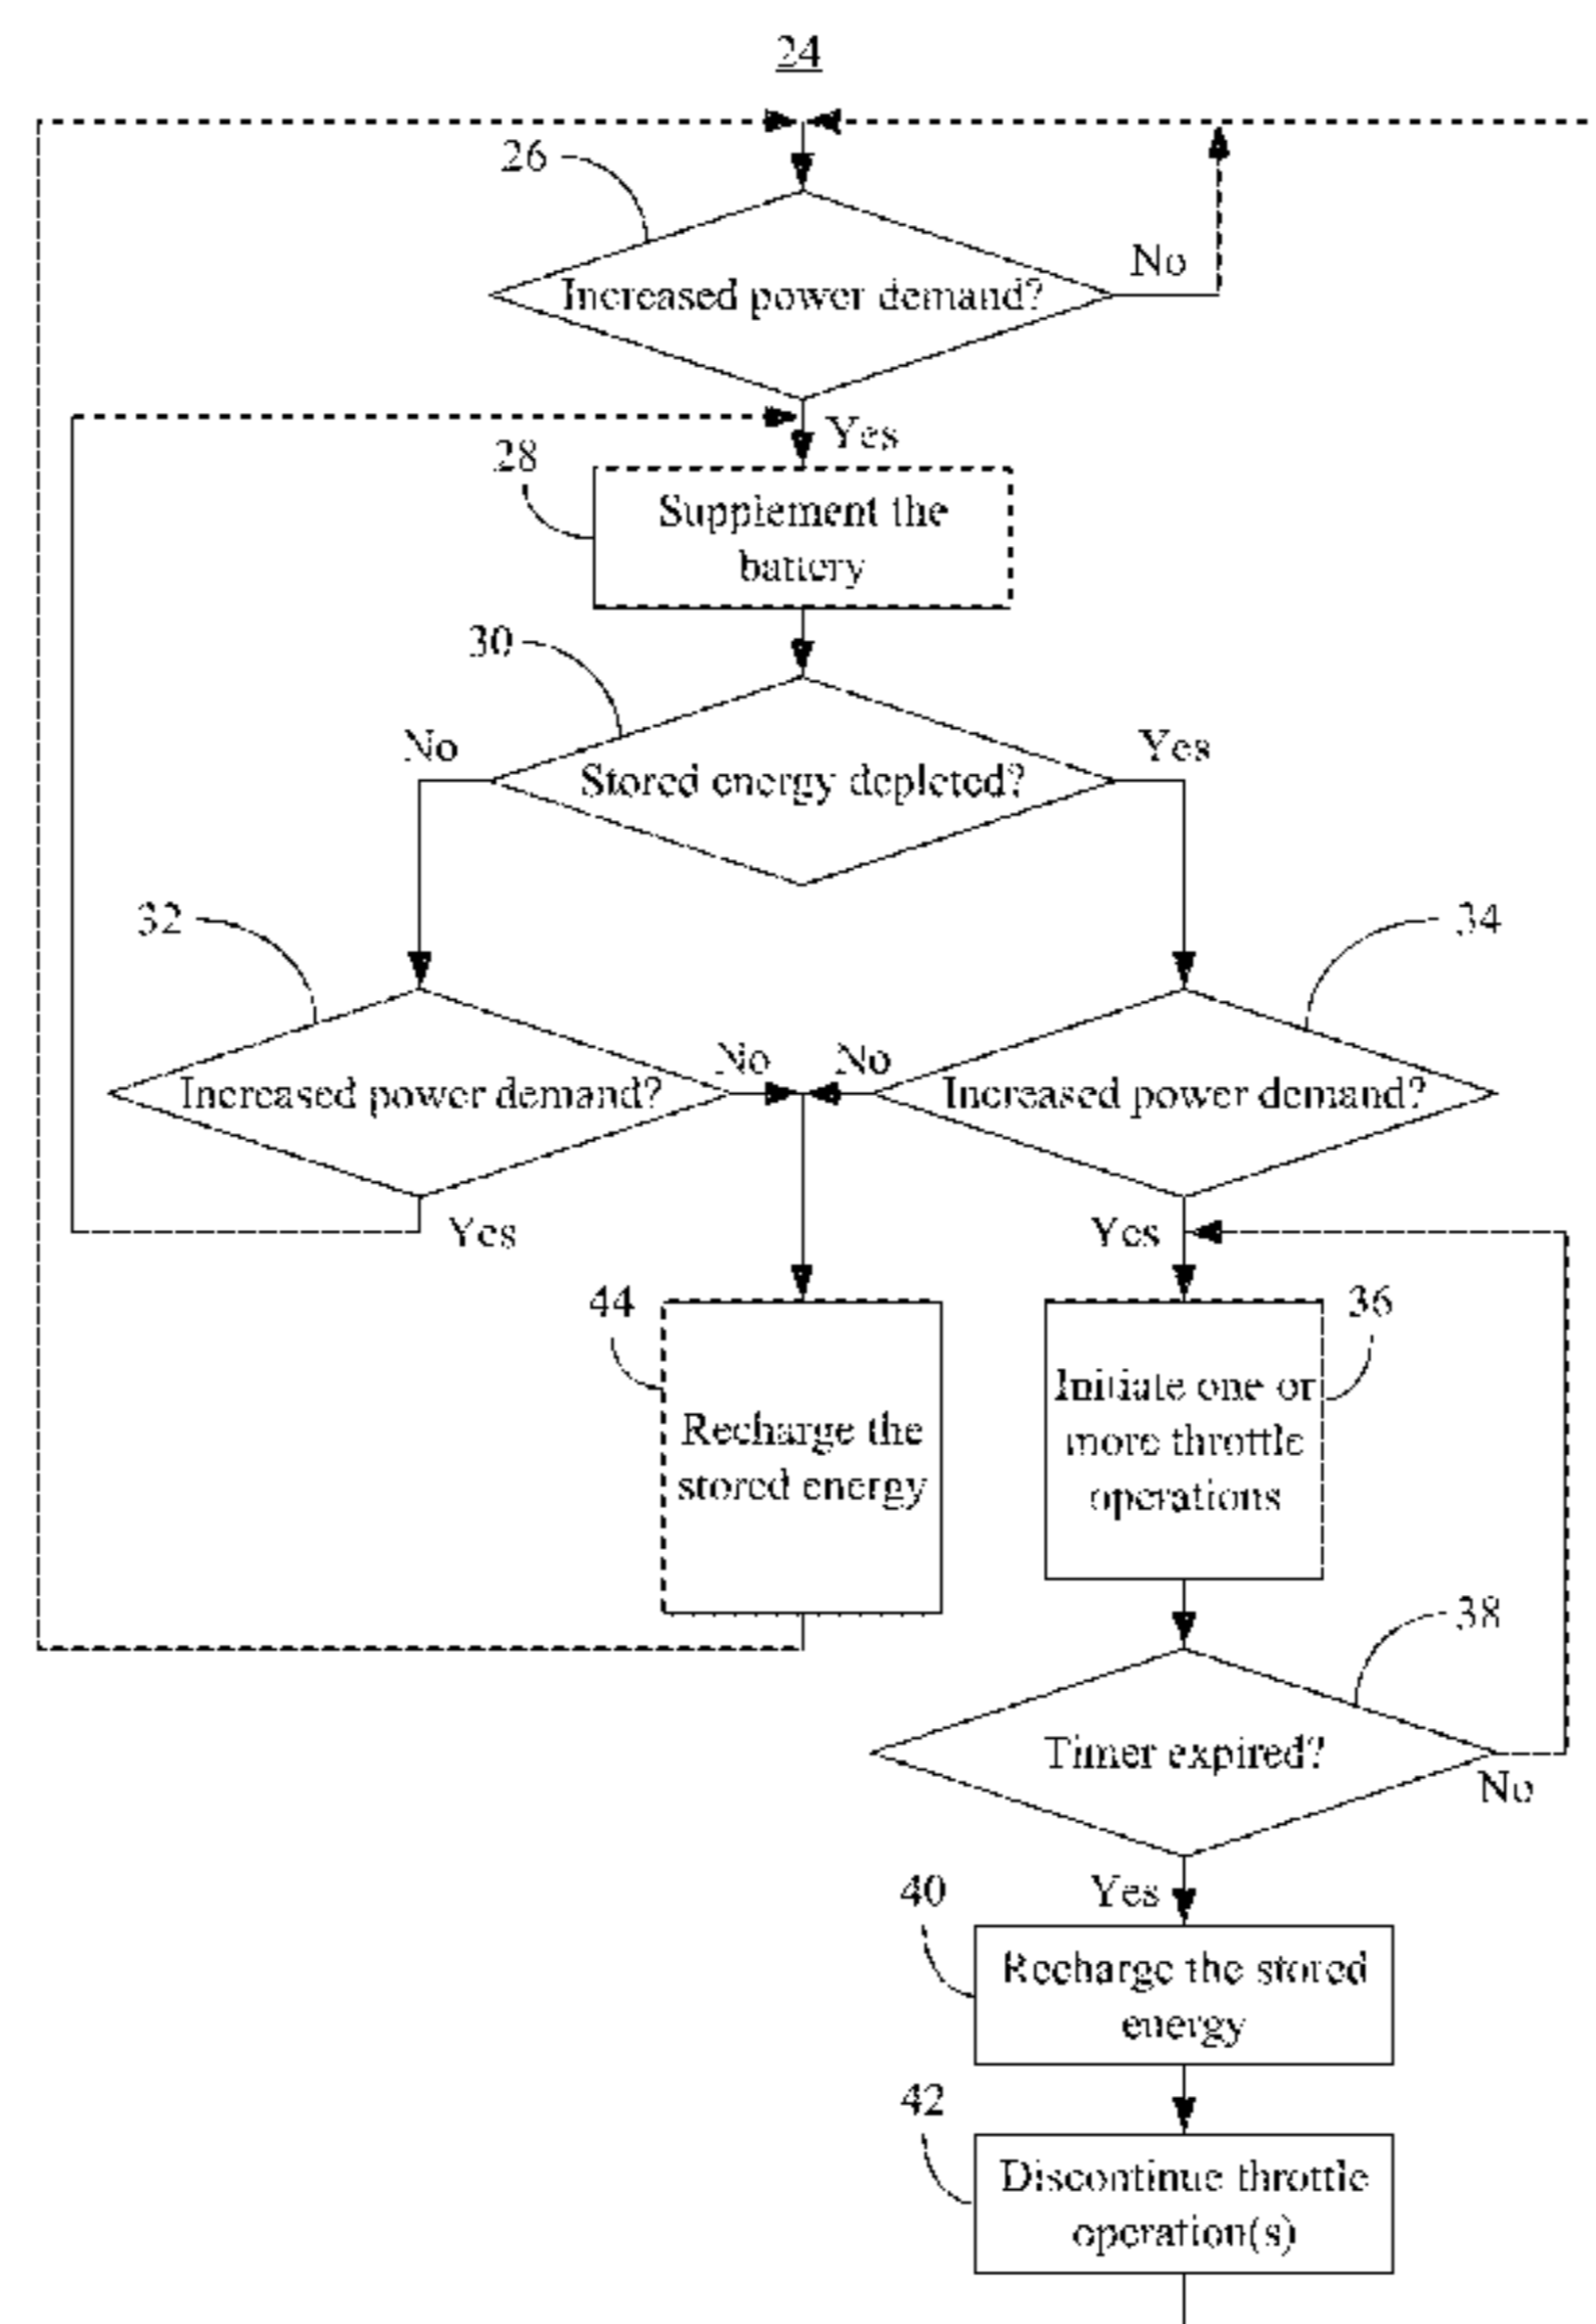 24
26
No
Increased power demand?
Yes
28
Supplement the
battery
30
No
Yes
Stored energy depleted?
32
34
No
No
Increased power demand?
Increased power demand?
Yes
Yes
44
36
Initiate one or
more throttle
operations
Recharge the
stored energy
38
Timer expired?
No
40
Yes
Recharge the stored
energy
42
Discontinue throttle
operation(s)